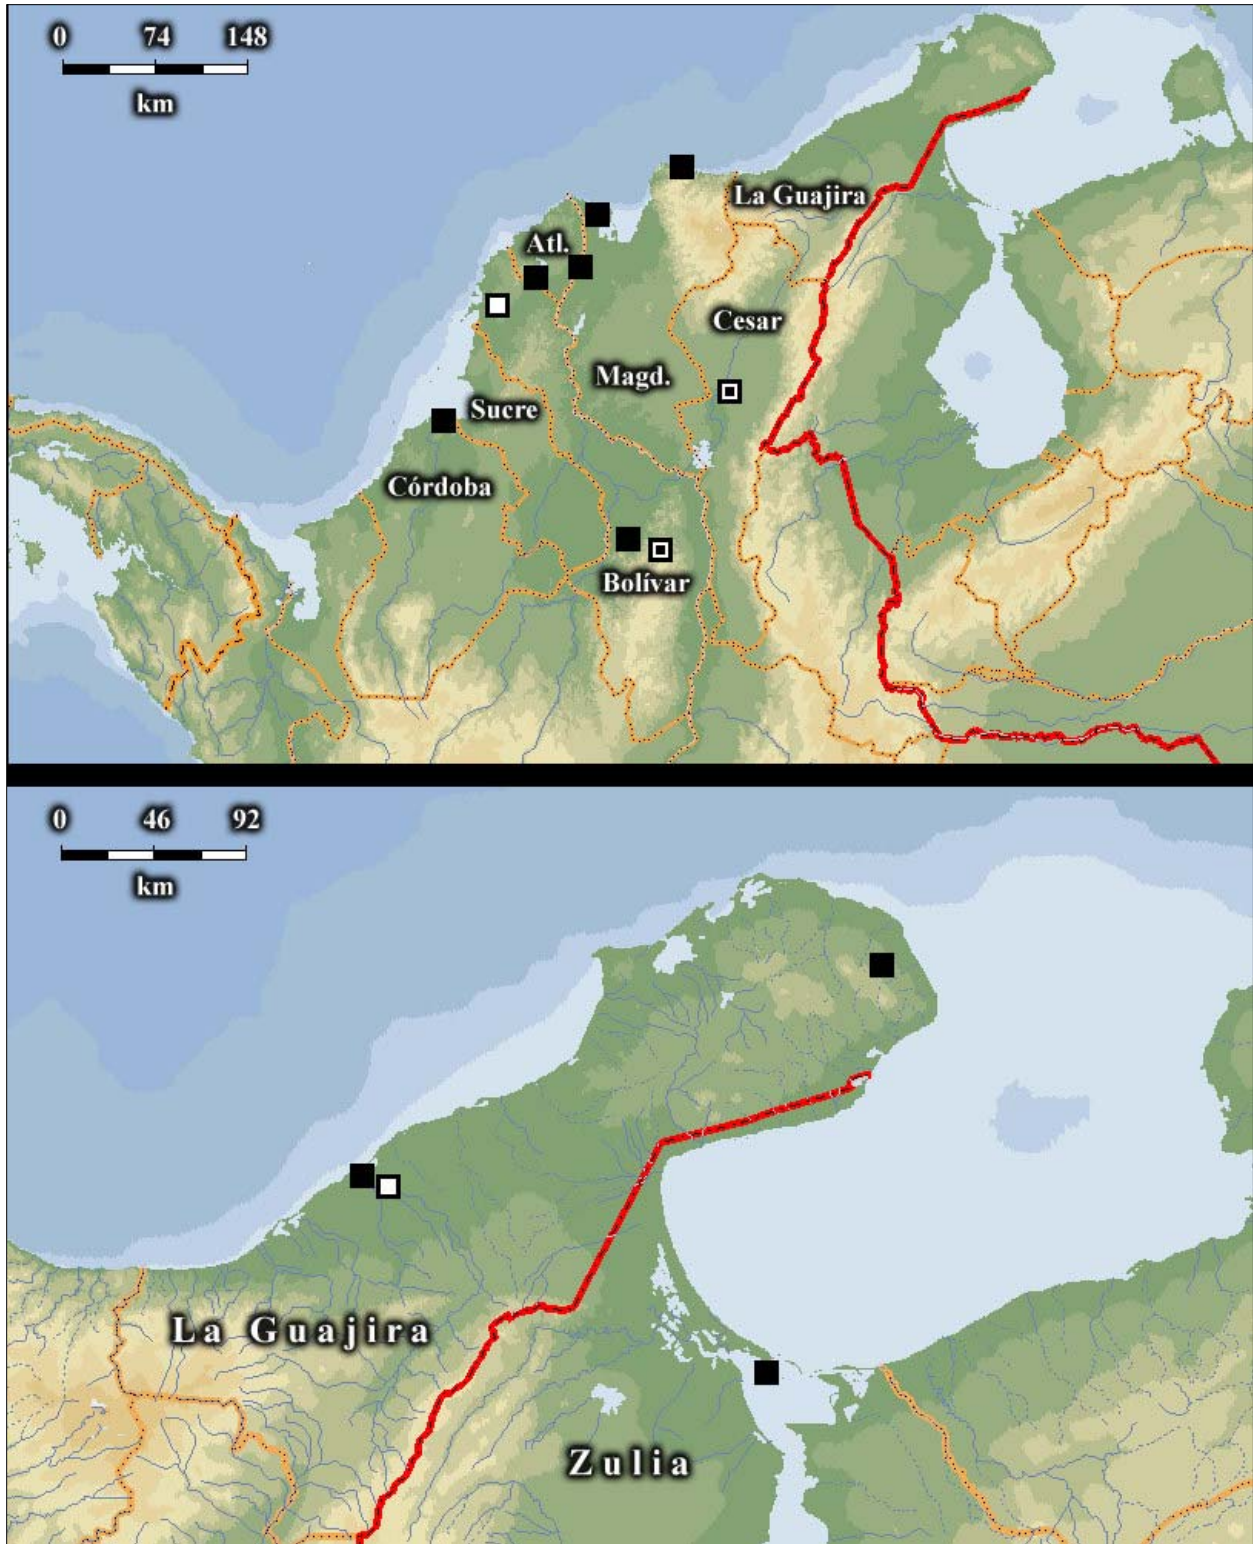 0 74 148
km
La Guajira
Atl.
Cesar
Magd.
Sucre
Córdoba
Bolívar
0 46 92
km
La Guajira
Zulia